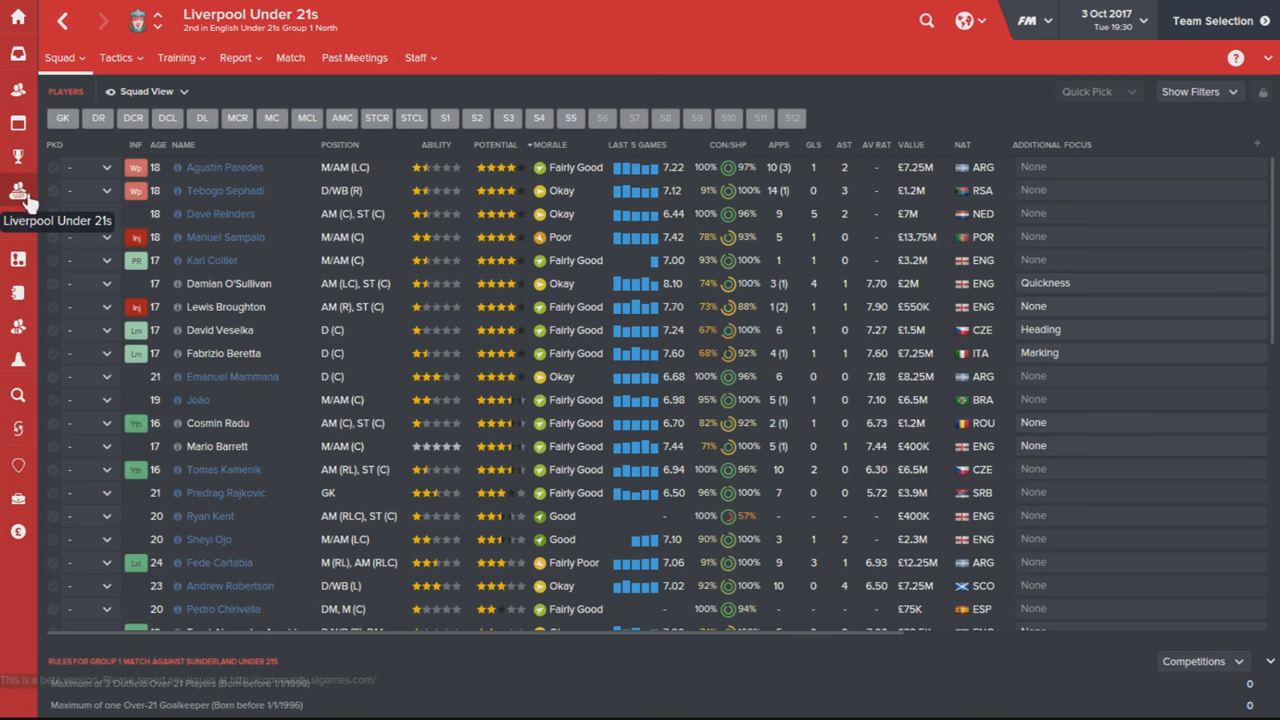 Liverpool Under 21s
2nd in English Under 21s Group 1 North
FM
3 Oct 2017
Tue 19:30
Team Selection
Squad Tactics Training Report Match Past Meetings Staff
PLAYERS Squad View Quick Pick Show Filters
GK DR DCR DCL DL MCR MC MCL AMC STCR STCL S1 S2 S3 S4 S5 S6 S7 S8 S9 S10 S11 S12
PKD INF AGE NAME POSITION ABILITY POTENTIAL MORALE LAST 5 GAMES CON/SHP APPS GLS AST AV RAT VALUE NAT ADDITIONAL FOCUS
- Wp 18 Agustín Paredes M/AM (LC) Fairly Good 7.22 100% 97% 10 (3) 1 2 - £7.25M ARG None
- Wp 18 Tebogo Sephadi D/WB (R) Okay 7.12 91% 100% 14 (1) 0 3 - £1.2M RSA None
- 18 Dave Reinders AM (C), ST (C) Okay 6.44 100% 96% 9 5 2 - £7M NED None
- Inj 18 Manuel Sampaio M/AM (C) Poor 7.42 78% 93% 5 1 0 - £13.75M POR None
- PR 17 Karl Collier M/AM (C) Fairly Good 7.00 93% 100% 1 1 0 - £3.2M ENG None
- 17 Damian O'Sullivan AM (LC), ST (C) Okay 8.10 74% 100% 3 (1) 4 1 7.70 £2M ENG Quickness
- Inj 17 Lewis Broughton AM (R), ST (C) Fairly Good 7.70 73% 88% 1 (2) 1 0 7.90 £550K ENG None
- Lrn 17 David Veselka D (C) Fairly Good 7.24 67% 100% 6 1 0 7.27 £1.5M CZE Heading
- Lrn 17 Fabrizio Beretta D (C) Fairly Good 7.60 68% 92% 4 (1) 1 1 7.60 £7.25M ITA Marking
- 21 Emanuel Mammana D (C) Okay 6.68 100% 96% 6 0 0 7.18 £8.25M ARG None
- 19 João M/AM (C) Fairly Good 6.98 95% 100% 5 (1) 0 1 7.10 £6.5M BRA None
- Yth 16 Cosmin Radu AM (C), ST (C) Fairly Good 6.70 82% 92% 2 (1) 0 1 6.73 £1.2M ROU None
- 17 Mario Barrett M/AM (C) Fairly Good 7.44 71% 100% 5 (1) 0 1 7.44 £400K ENG None
- Yth 16 Tomas Kamenik AM (RL), ST (C) Fairly Good 6.94 100% 96% 10 2 0 6.30 £6.5M CZE None
- 21 Predrag Rajkovic GK Fairly Good 6.50 96% 100% 7 0 0 5.72 £3.9M SRB None
- 20 Ryan Kent AM (RLC), ST (C) Good - 100% 57% - - - - £400K ENG None
- 20 Sheyi Ojo M/AM (LC) Good 7.10 90% 100% 3 1 2 - £2.3M ENG None
- Lst 24 Fede Cartabia M (RL), AM (RLC) Fairly Poor 7.06 91% 100% 9 3 1 6.93 £12.25M ARG None
- 23 Andrew Robertson D/WB (L) Okay 7.02 92% 100% 10 0 4 6.50 £7.25M SCO None
- 20 Pedro Chirivella DM, M (C) Fairly Good - 100% 94% - - - - £75K ESP None
Liverpool Under 21s
RULES FOR GROUP 1 MATCH AGAINST SUNDERLAND UNDER 21S
Competitions
This is a beta version. Please report any issues at http://community.sigames.com/
Maximum of 3 Outfield Over-21 Players (Born before 1/1/1996) 0
Maximum of one Over-21 Goalkeeper (Born before 1/1/1996) 0